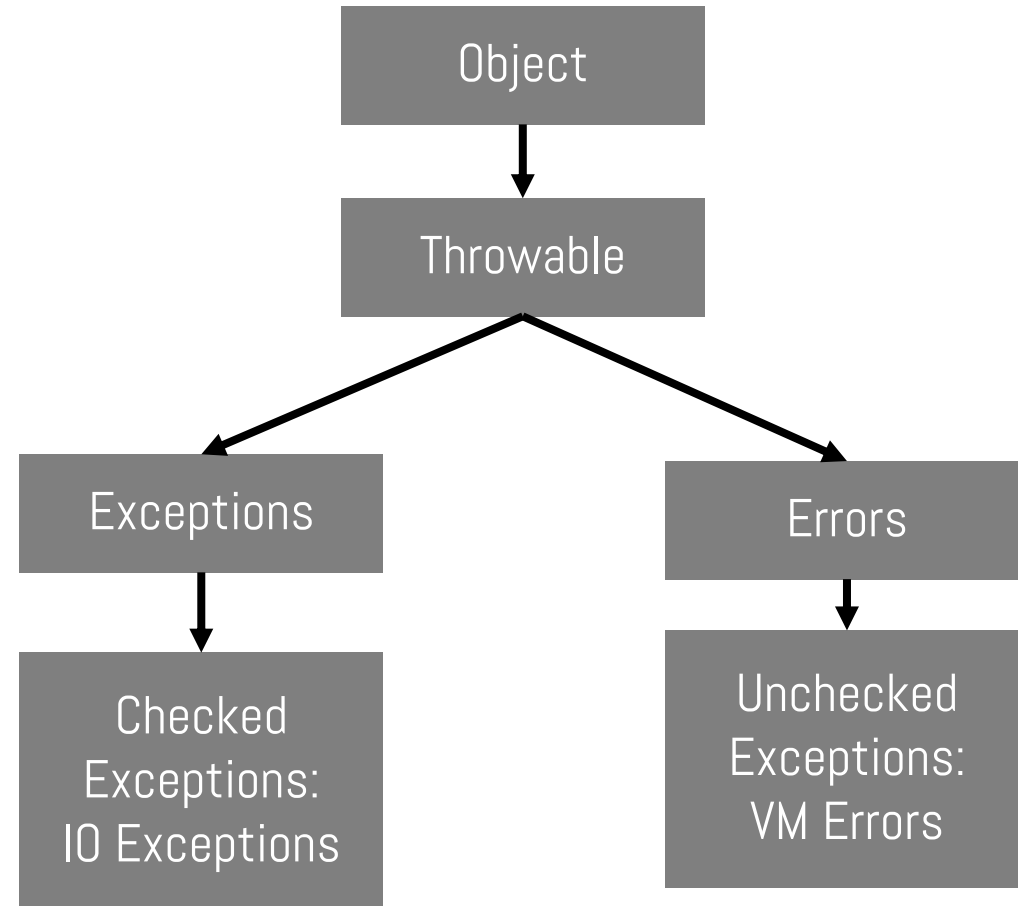 Object
Throwable
Exceptions
Errors
Checked
Exceptions:
IO Exceptions
Unchecked
Exceptions:
VM Errors